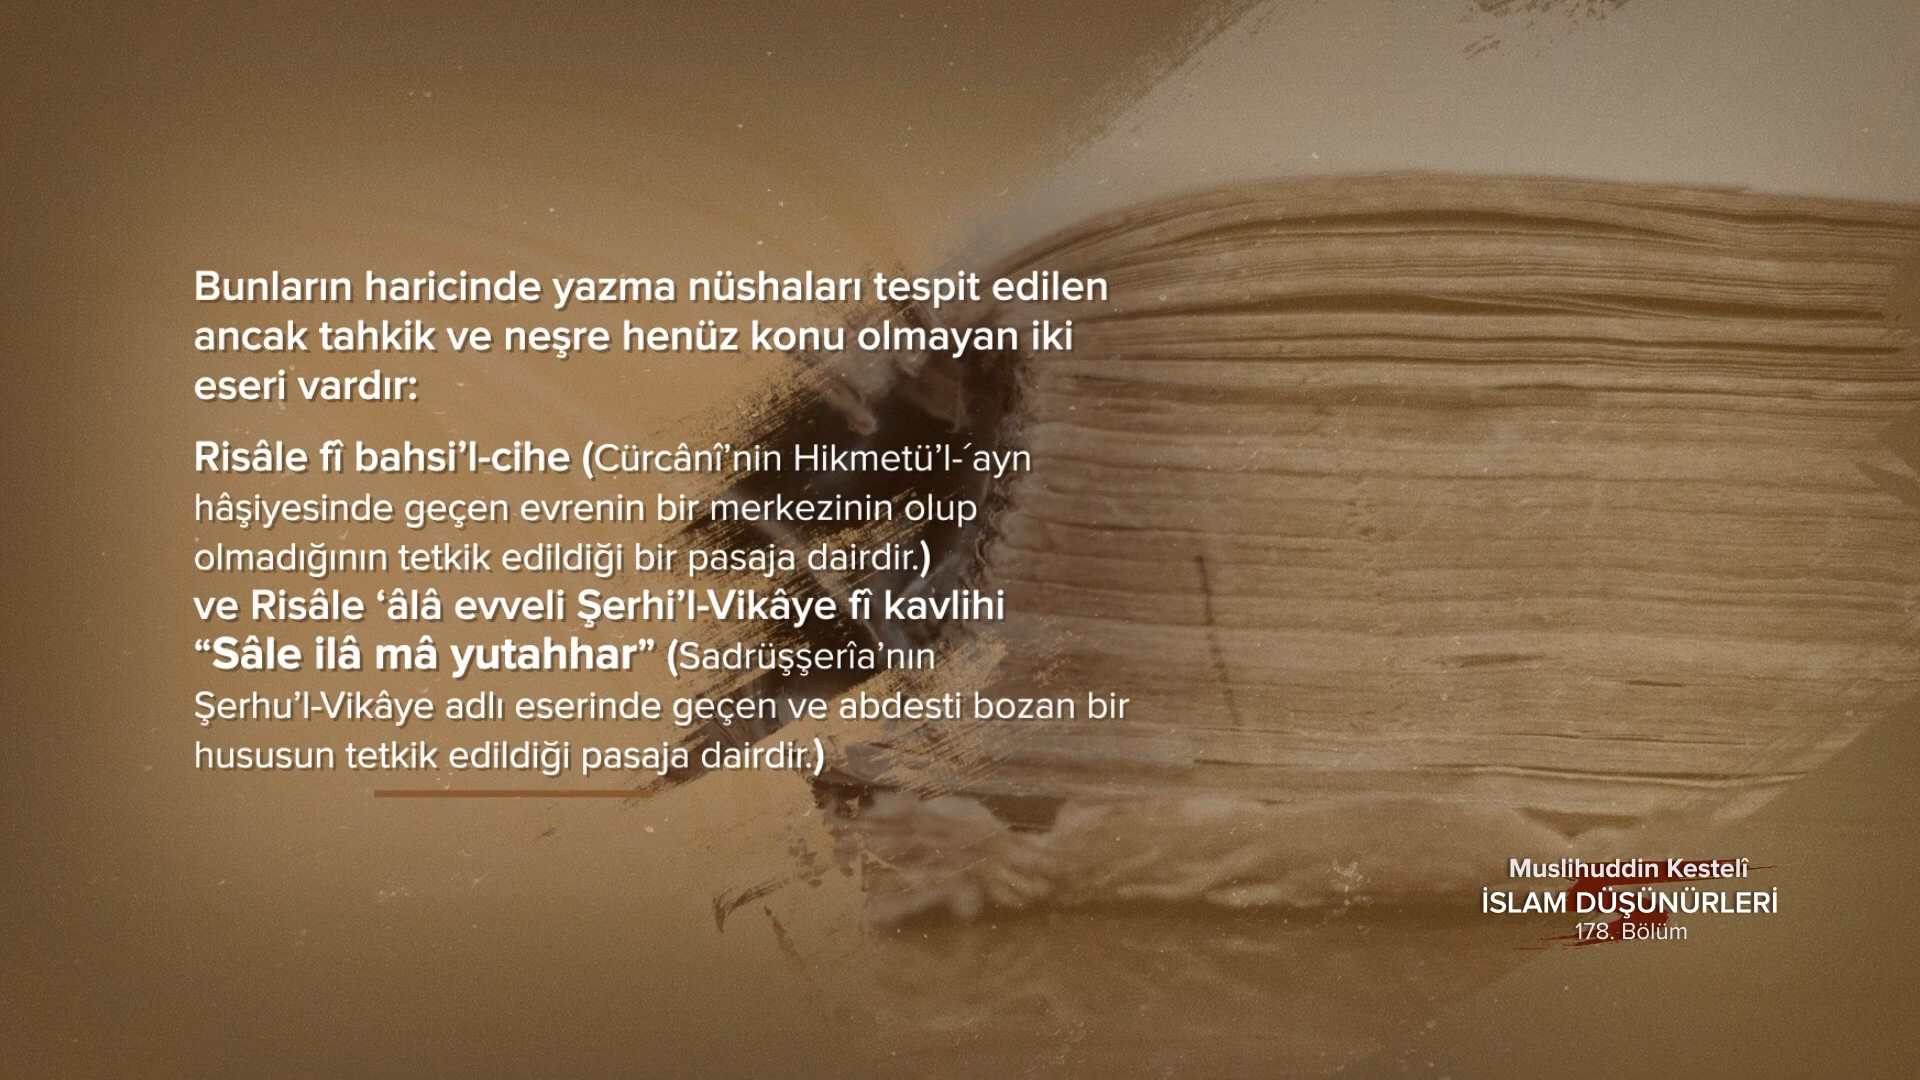 Bunların haricinde yazma nüshaları tespit edilen
ancak tahkik ve neşre henüz konu olmayan iki
eseri vardır:
Risâle fî bahsi’l-cihe (Cürcânî’nin Hikmetü’l-´ayn
hâşiyesinde geçen evrenin bir merkezinin olup
olmadığının tetkik edildiği bir pasaja dairdir.)
ve Risâle ‘âlâ evveli Şerhi’l-Vikâye fî kavlihi
“Sâle ilâ mâ yutahhar” (Sadrüşşerîa’nın
Şerhu’l-Vikâye adlı eserinde geçen ve abdesti bozan bir
hususun tetkik edildiği pasaja dairdir.)
Muslihuddin Kestelî
İSLAM DÜŞÜNÜRLERİ
178. Bölüm